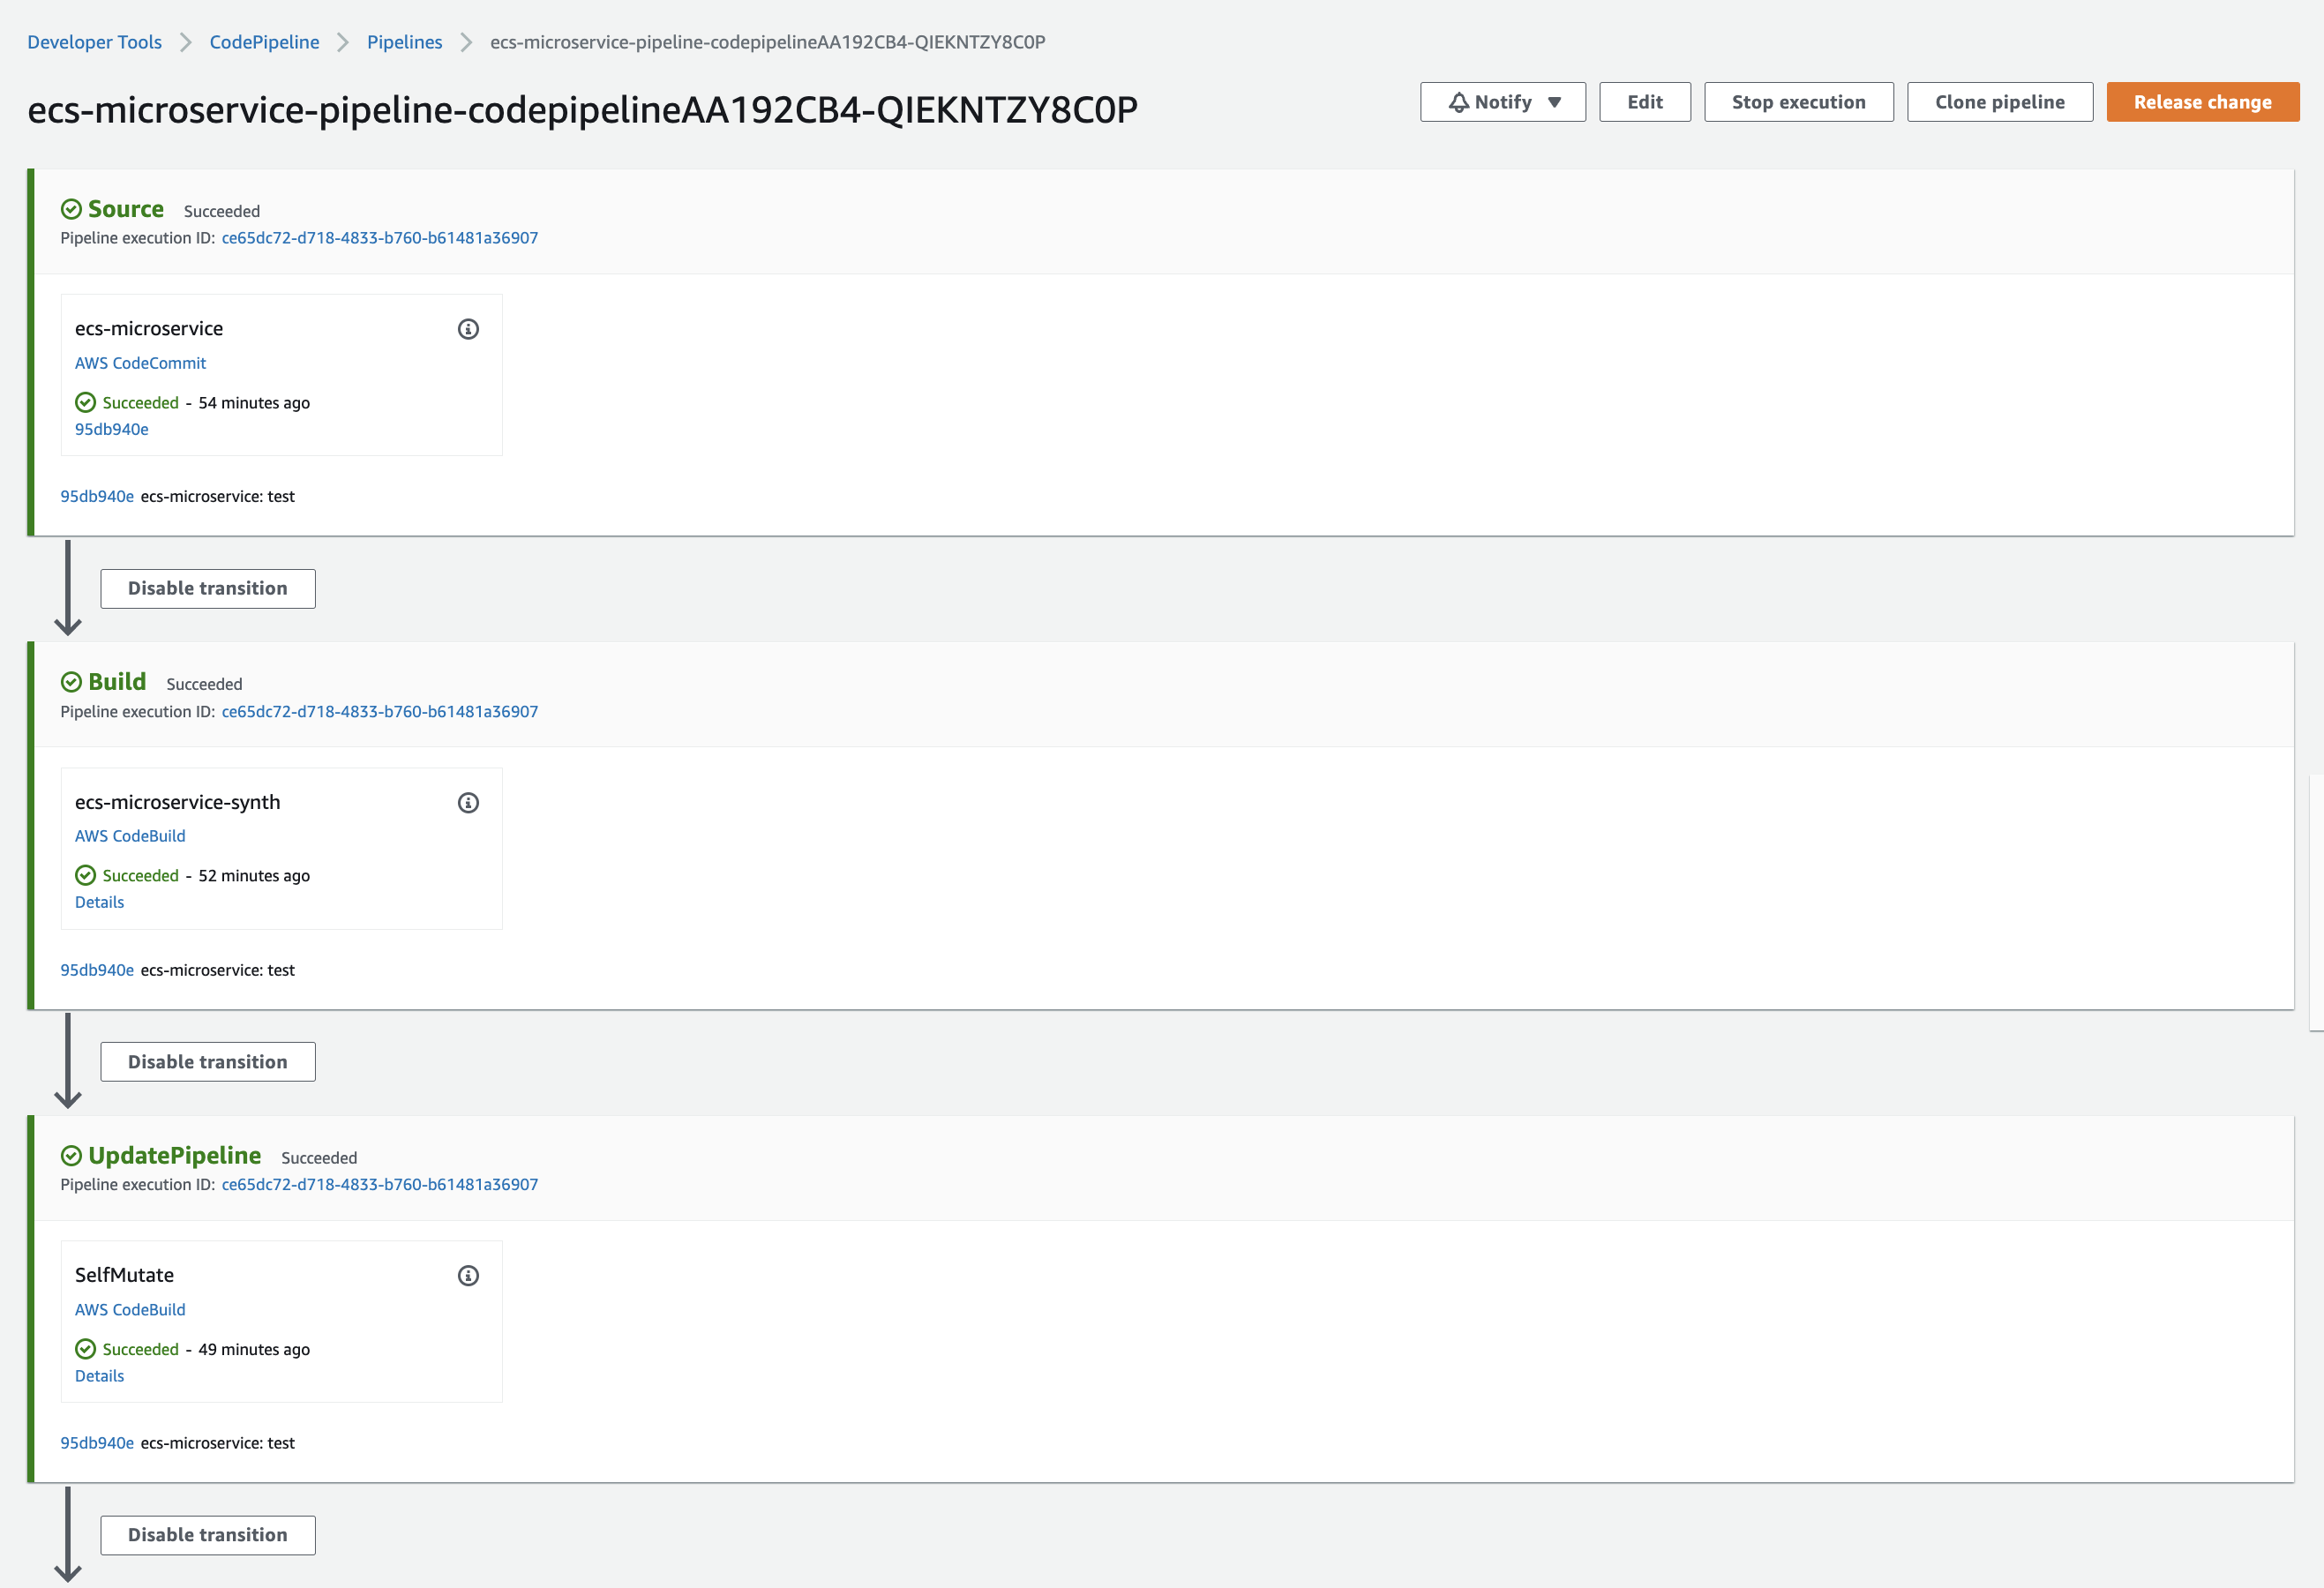 Developer Tools > CodePipeline > Pipelines > ecs-microservice-pipeline-codepipelineAA192CB4-QIEKNTZY8C0P
ecs-microservice-pipeline-codepipelineAA192CB4-QIEKNTZY8C0P
Notify ▼ Edit Stop execution Clone pipeline Release change
Source Succeeded
Pipeline execution ID: ce65dc72-d718-4833-b760-b61481a36907
ecs-microservice
AWS CodeCommit
Succeeded - 54 minutes ago
95db940e
95db940e ecs-microservice: test
Disable transition
Build Succeeded
Pipeline execution ID: ce65dc72-d718-4833-b760-b61481a36907
ecs-microservice-synth
AWS CodeBuild
Succeeded - 52 minutes ago
Details
95db940e ecs-microservice: test
Disable transition
UpdatePipeline Succeeded
Pipeline execution ID: ce65dc72-d718-4833-b760-b61481a36907
SelfMutate
AWS CodeBuild
Succeeded - 49 minutes ago
Details
95db940e ecs-microservice: test
Disable transition